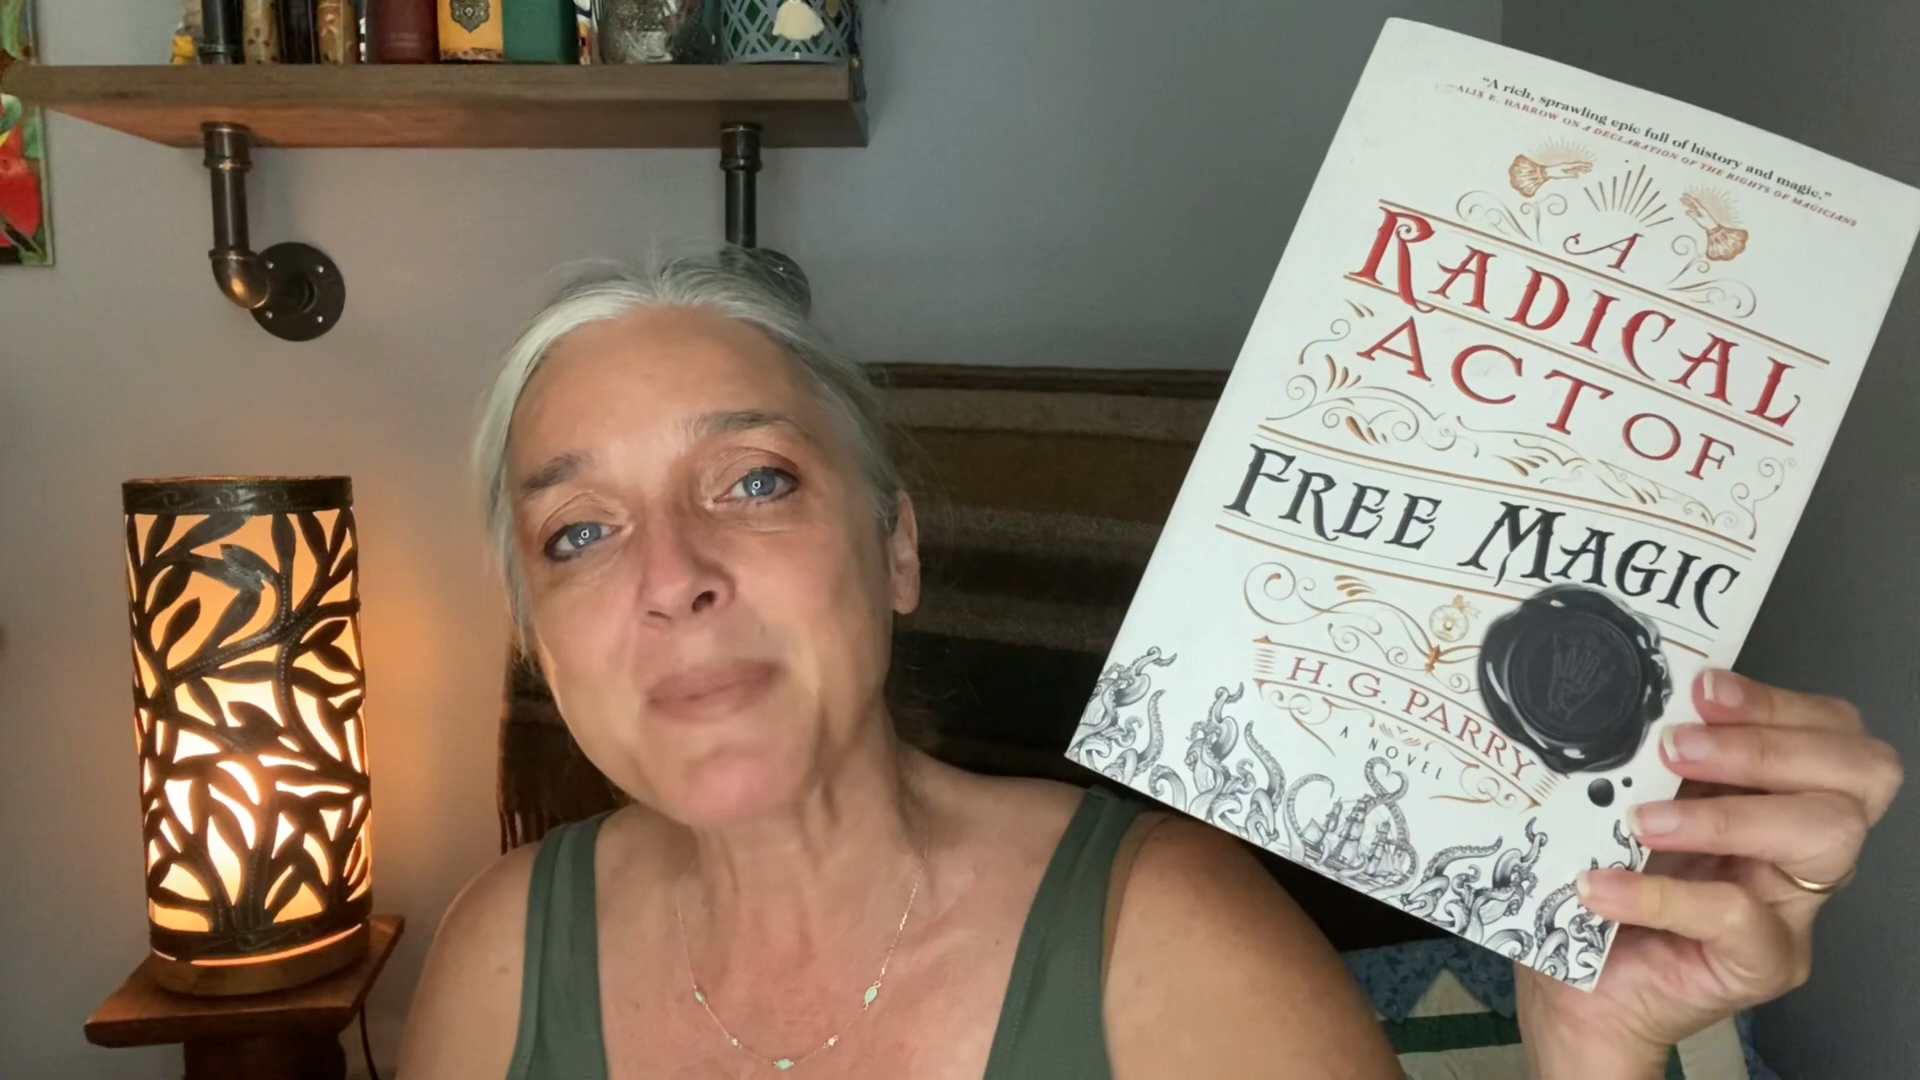 "A rich, sprawling epic full of history and magic."
—ALIX E. HARROW ON A DECLARATION OF THE RIGHTS OF MAGICIANS
A
RADICAL
ACT OF
FREE MAGIC
H. G. PARRY
A NOVEL